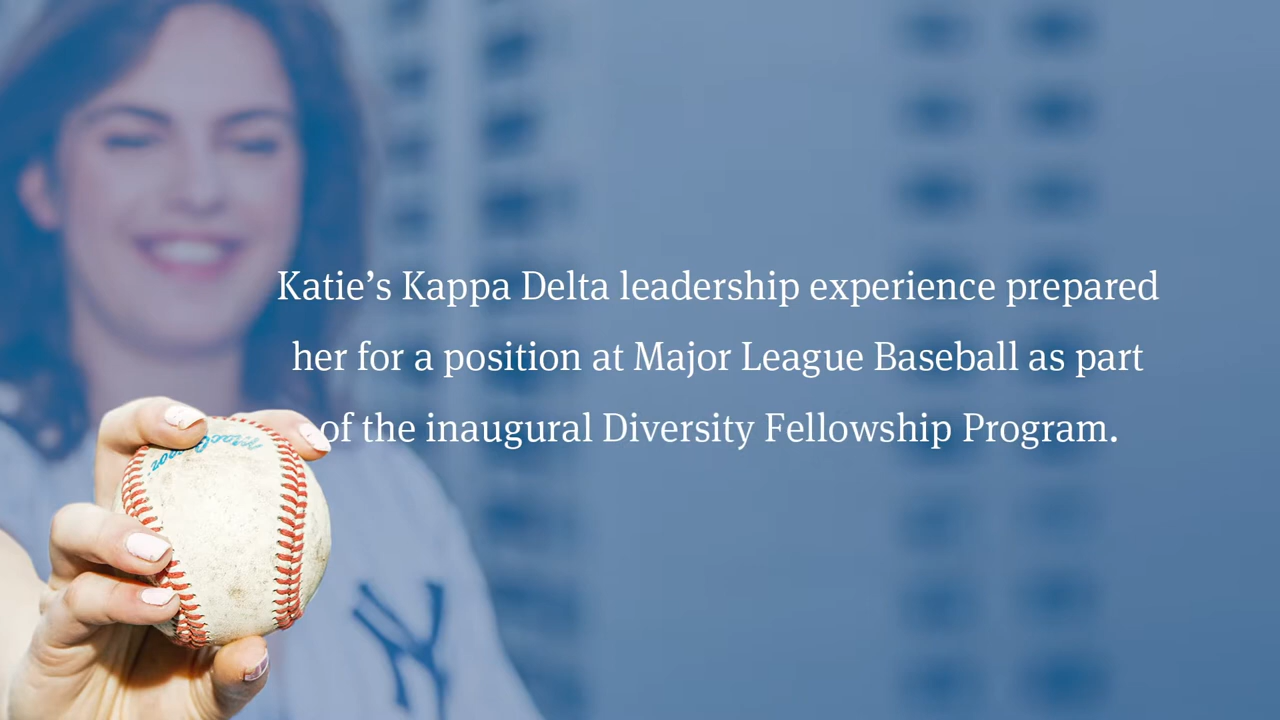 Katie’s Kappa Delta leadership experience prepared
her for a position at Major League Baseball as part
of the inaugural Diversity Fellowship Program.
NY